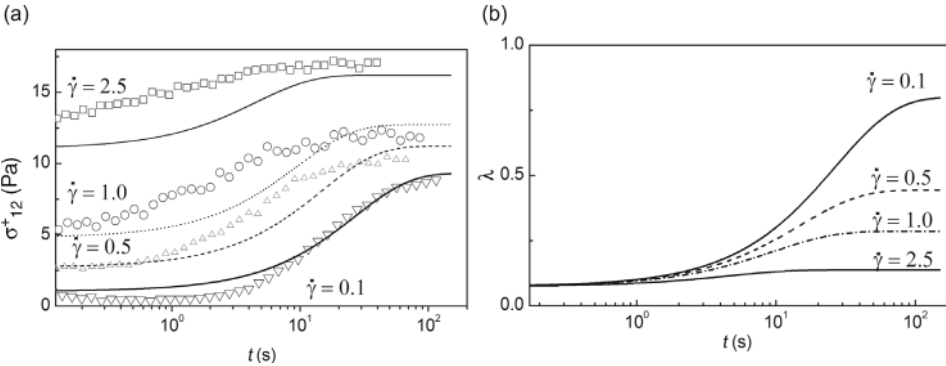 (a)
15
10
5
0
σ⁺₁₂ (Pa)
γ̇ = 2.5
γ̇ = 1.0
γ̇ = 0.5
γ̇ = 0.1
10⁰ 10¹ 10²
t (s)
(b)
1.0
0.5
0.0
λ
γ̇ = 0.1
γ̇ = 0.5
γ̇ = 1.0
γ̇ = 2.5
10⁰ 10¹ 10²
t (s)